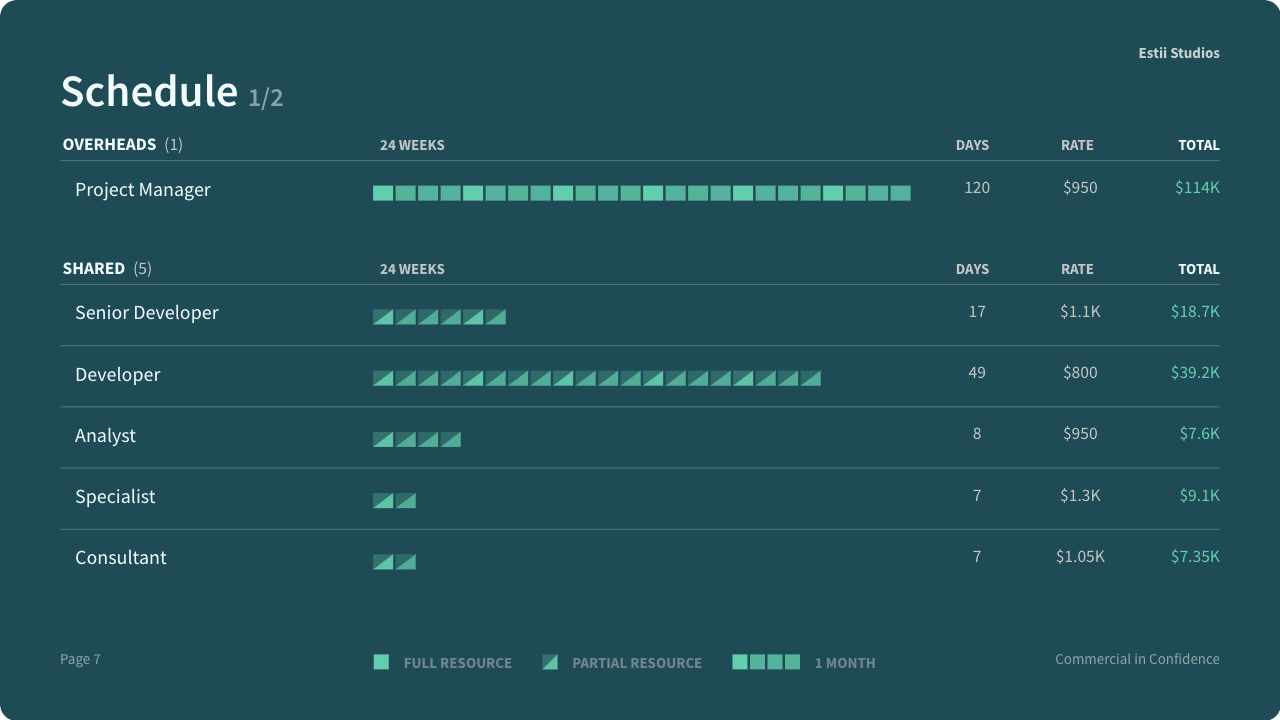 Estii Studios
Schedule 1/2
OVERHEADS (1) 24 WEEKS DAYS RATE TOTAL
Project Manager 120 $950 $114K
SHARED (5) 24 WEEKS DAYS RATE TOTAL
Senior Developer 17 $1.1K $18.7K
Developer 49 $800 $39.2K
Analyst 8 $950 $7.6K
Specialist 7 $1.3K $9.1K
Consultant 7 $1.05K $7.35K
Page 7 FULL RESOURCE PARTIAL RESOURCE 1 MONTH Commercial in Confidence